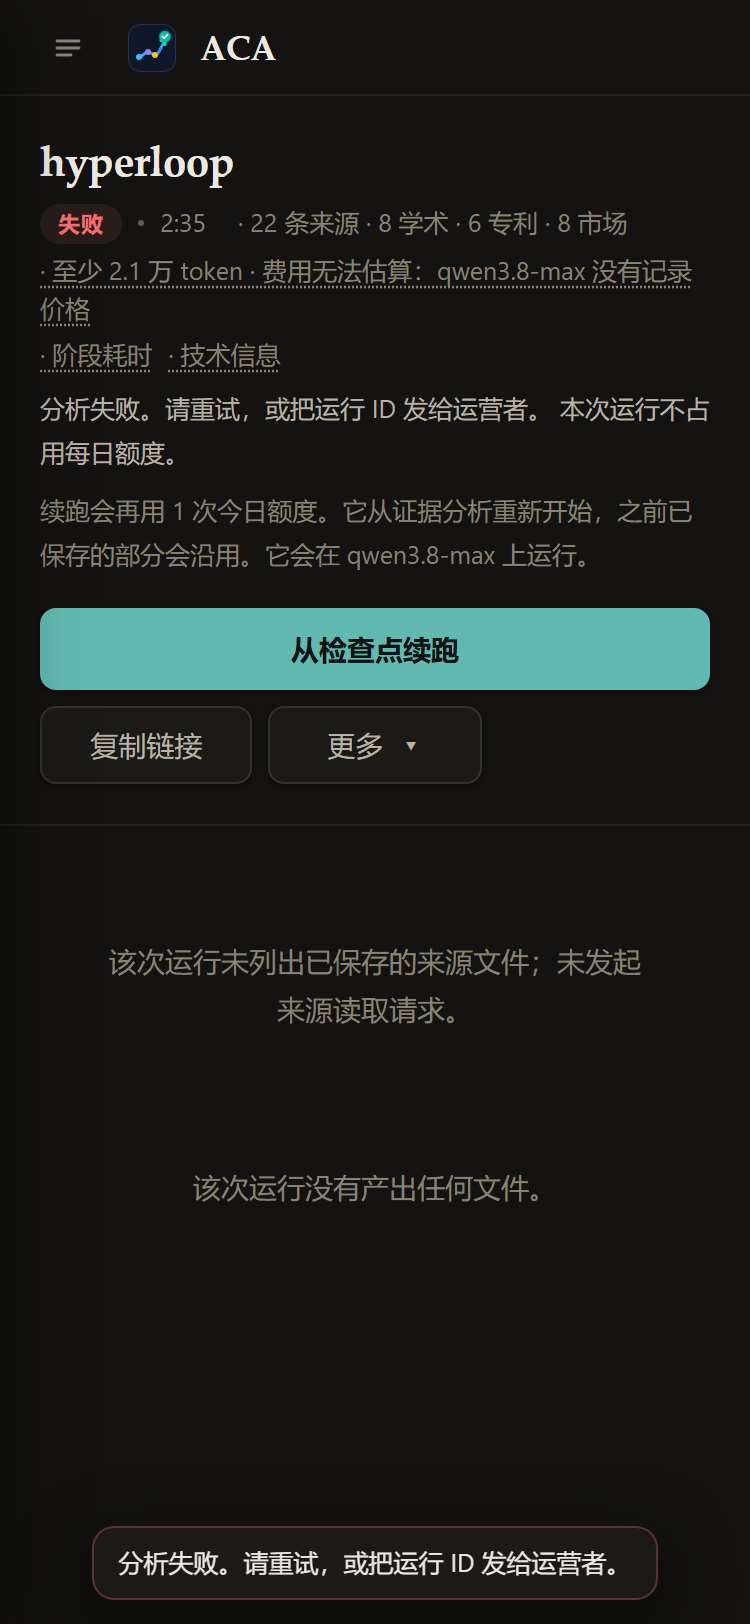 ACA
hyperloop
失败 • 2:35 · 22 条来源 · 8 学术 · 6 专利 · 8 市场
· 至少 2.1 万 token · 费用无法估算：qwen3.8-max 没有记录
价格
· 阶段耗时 · 技术信息
分析失败。请重试，或把运行 ID 发给运营者。 本次运行不占
用每日额度。
续跑会再用 1 次今日额度。它从证据分析重新开始，之前已
保存的部分会沿用。它会在 qwen3.8-max 上运行。
从检查点续跑
复制链接 更多 ▼
该次运行未列出已保存的来源文件；未发起
来源读取请求。
该次运行没有产出任何文件。
分析失败。请重试，或把运行 ID 发给运营者。